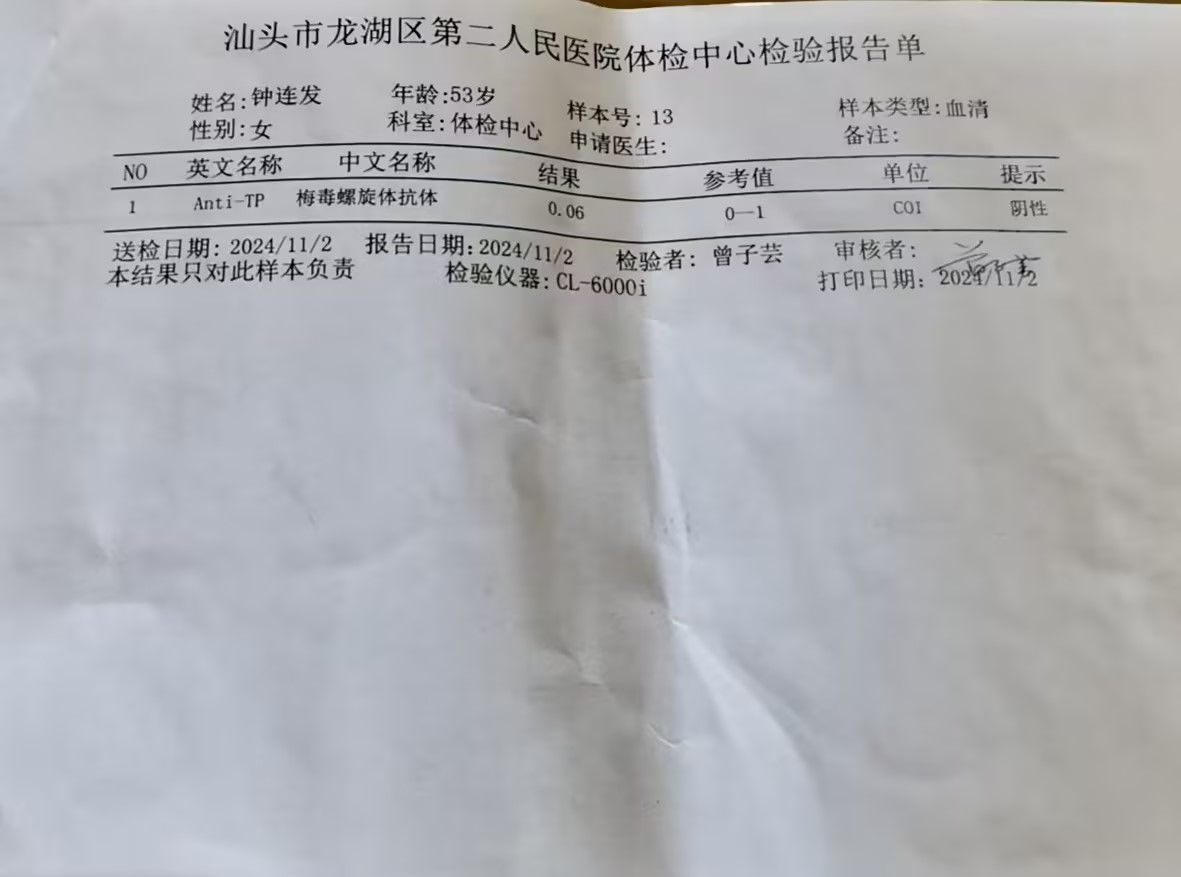 汕头市龙湖区第二人民医院体检中心检验报告单
姓名:钟连发 年龄:53岁 样本号: 13 样本类型:血清
性别:女 科室:体检中心 申请医生: 备注:
NO 英文名称 中文名称 结果 参考值 单位 提示
1 Anti-TP 梅毒螺旋体抗体 0.06 0—1 COI 阴性
送检日期: 2024/11/2 报告日期:2024/11/2 检验者: 曾子芸 审核者:
本结果只对此样本负责 检验仪器: CL-6000i 打印日期: 2024/11/2